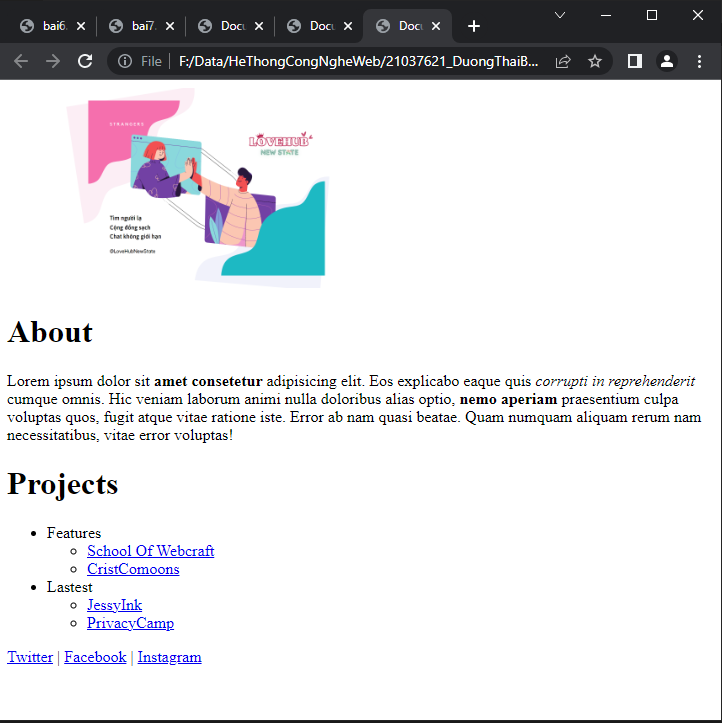 bai6.
bai7.
Docu
Docu
Docu
File
F:/Data/HeThongCongNgheWeb/21037621_DuongThaiB...
STRANGERS
LOVEHUB
NEW STATE
Tìm người lạ
Cộng đồng sạch
Chat không giới hạn
@LoveHubNewState
About
Lorem ipsum dolor sit amet consetetur adipisicing elit. Eos explicabo eaque quis corrupti in reprehenderit
cumque omnis. Hic veniam laborum animi nulla doloribus alias optio, nemo aperiam praesentium culpa
voluptas quos, fugit atque vitae ratione iste. Error ab nam quasi beatae. Quam numquam aliquam rerum nam
necessitatibus, vitae error voluptas!
Projects
Features
School Of Webcraft
CristComoons
Lastest
JessyInk
PrivacyCamp
Twitter | Facebook | Instagram